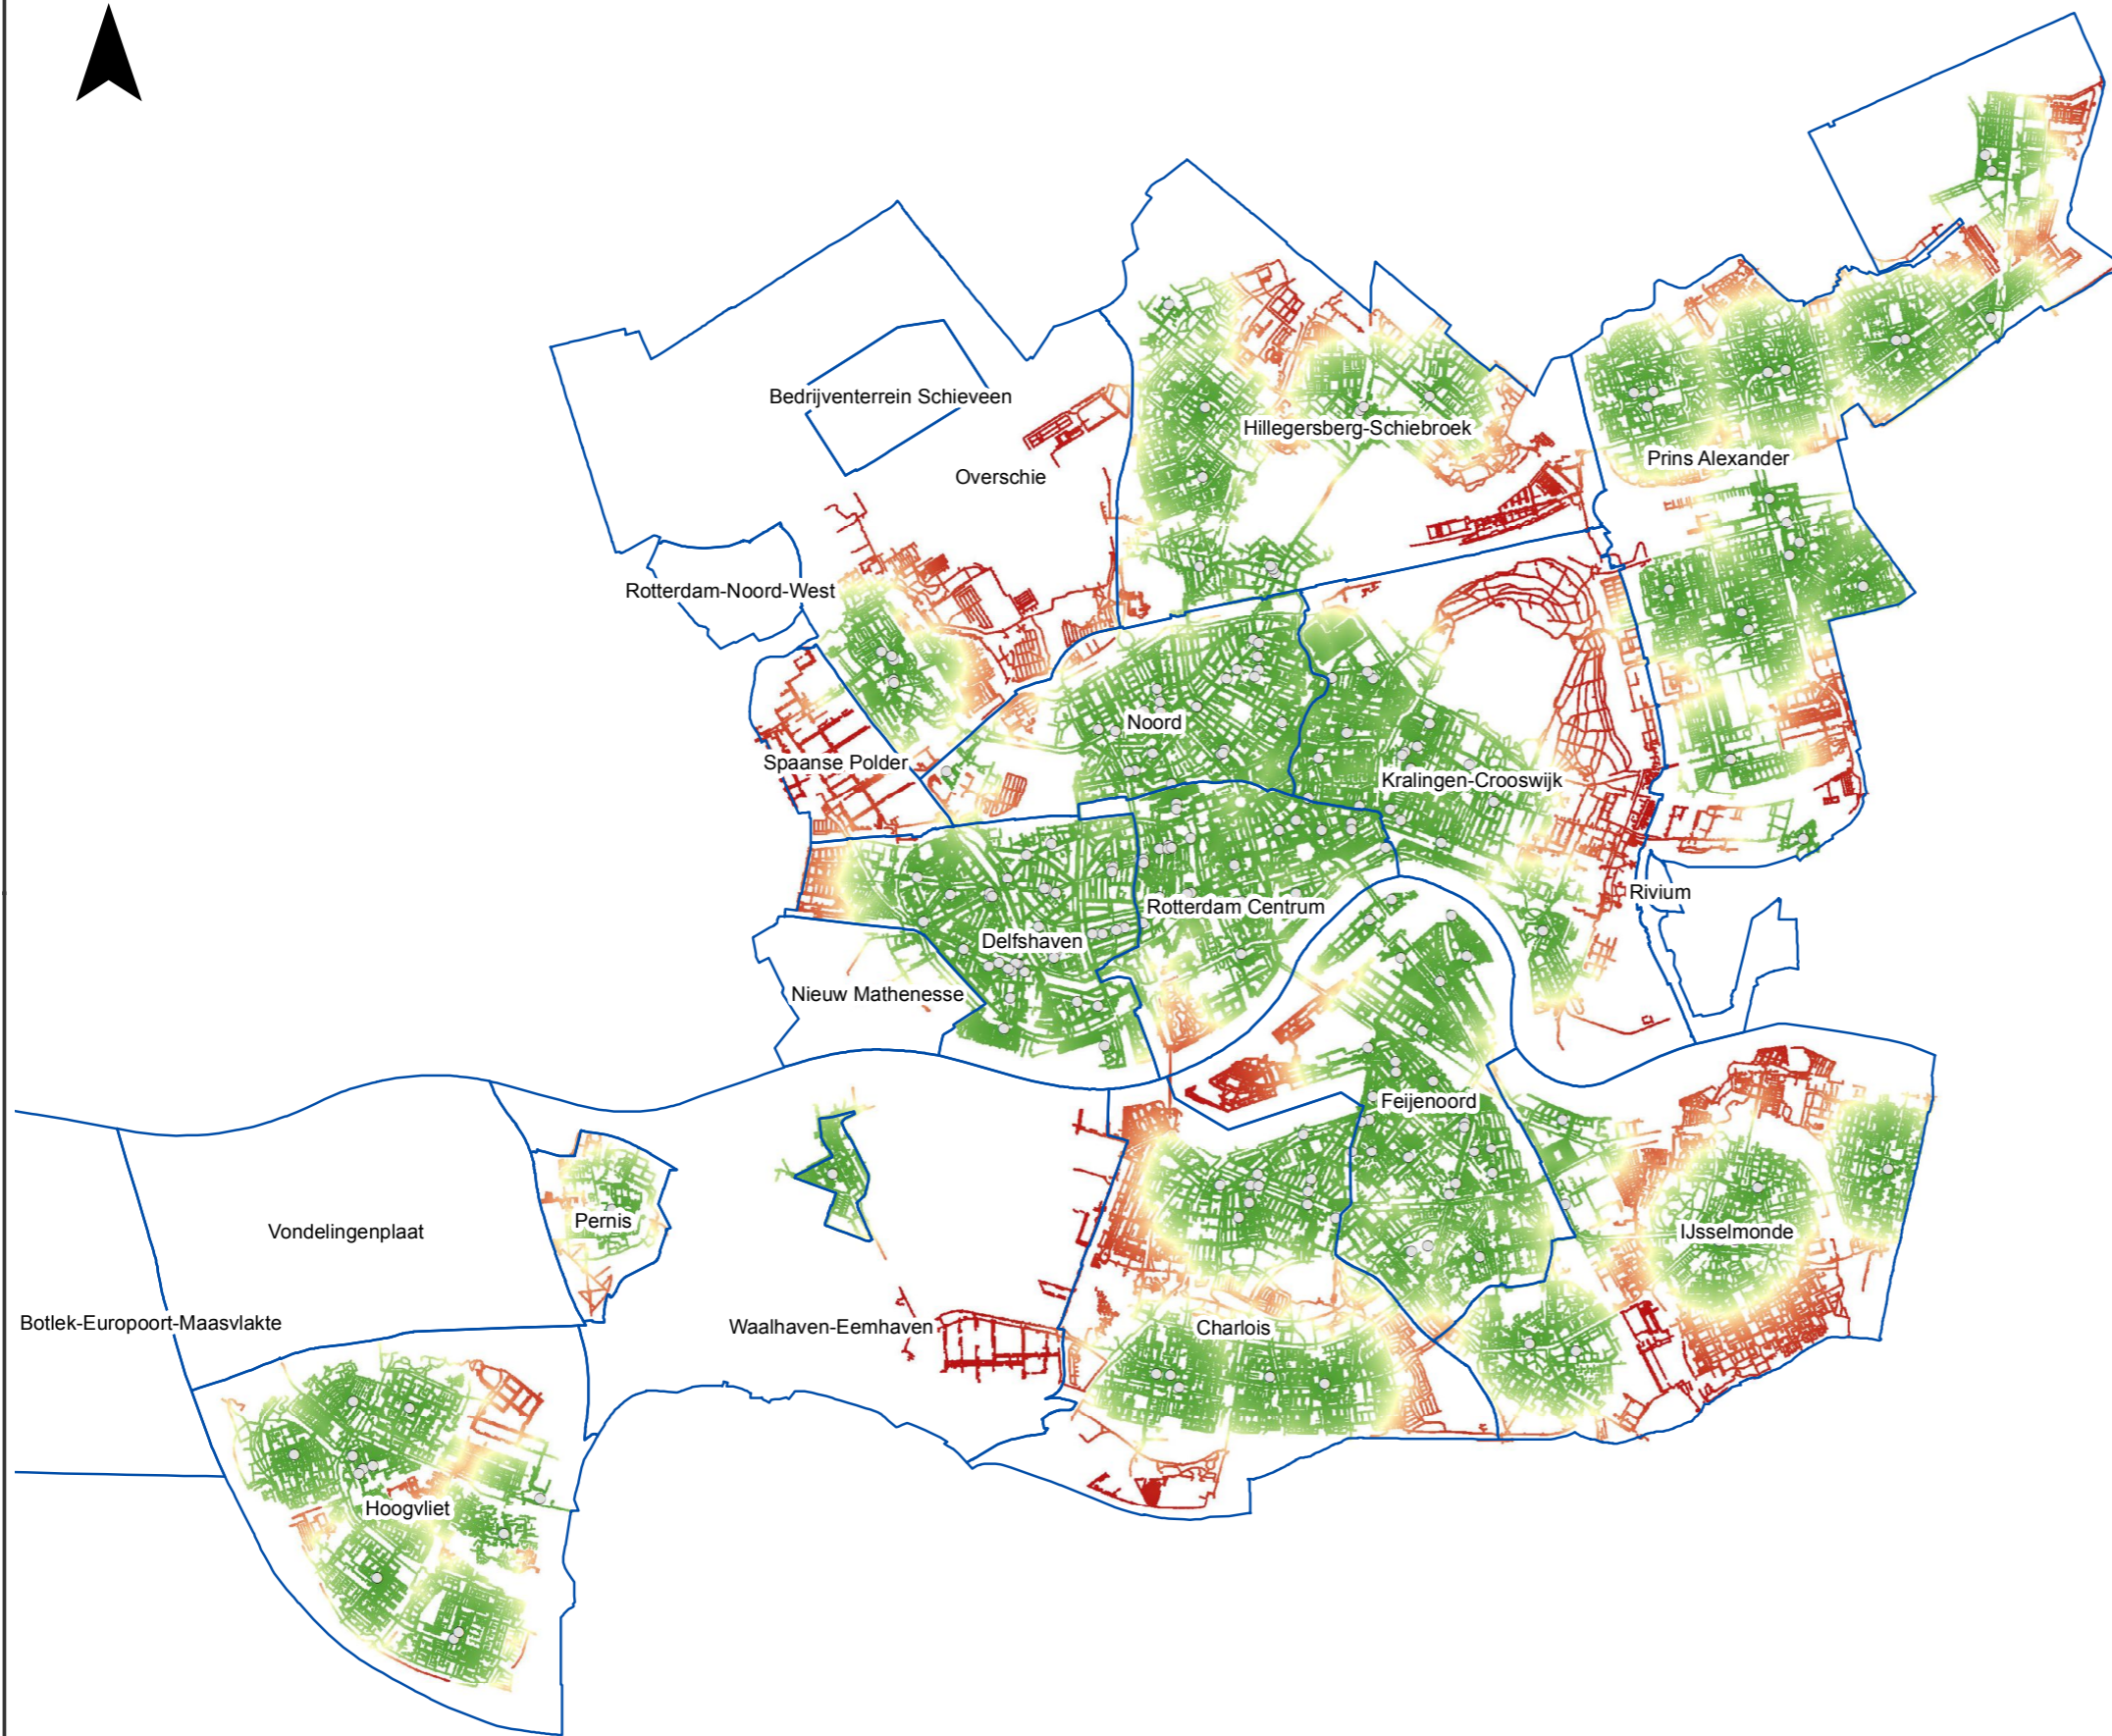 Bedrijventerrein Schieveen
Hillegersberg-Schiebroek
Prins Alexander
Overschie
Rotterdam-Noord-West
Noord
Spaanse Polder
Kralingen-Crooswijk
Rivium
Rotterdam Centrum
Delfshaven
Nieuw Mathenesse
Feijenoord
Pernis
Vondelingenplaat
IJsselmonde
Botlek-Europoort-Maasvlakte
Waalhaven-Eemhaven
Charlois
Hoogvliet